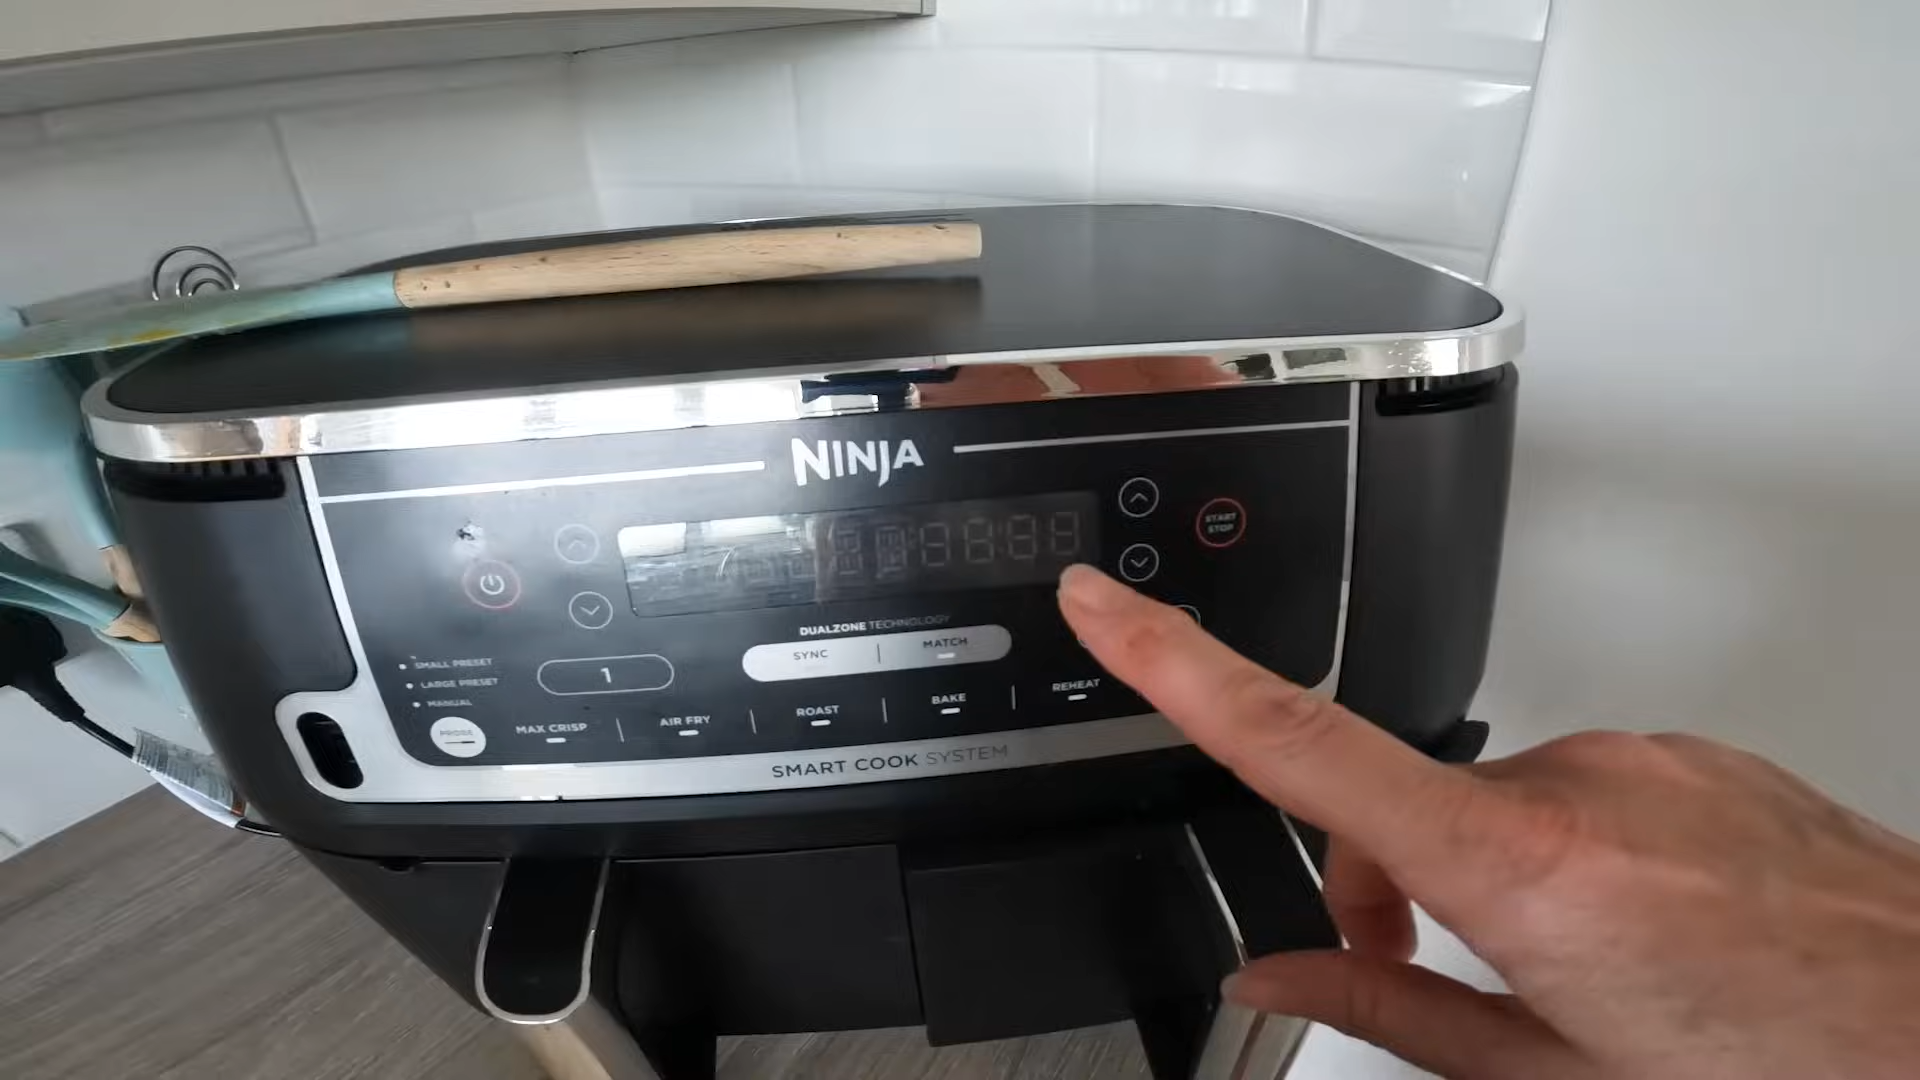 NINJA
START
STOP
DUALZONE TECHNOLOGY
SYNC
MATCH
SMALL PRESET
LARGE PRESET
MANUAL
1
PROBE
MAX CRISP
AIR FRY
ROAST
BAKE
REHEAT
SMART COOK SYSTEM